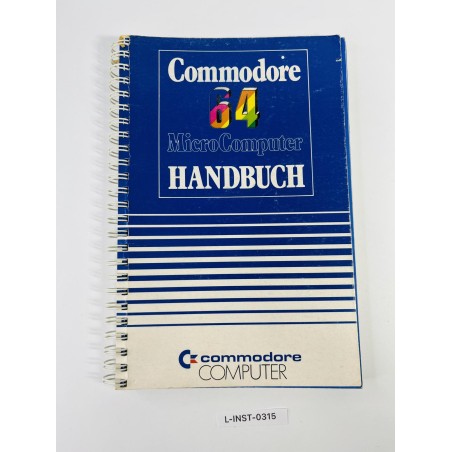 Commodore
64
MicroComputer
HANDBUCH
commodore
COMPUTER
L-INST-0315